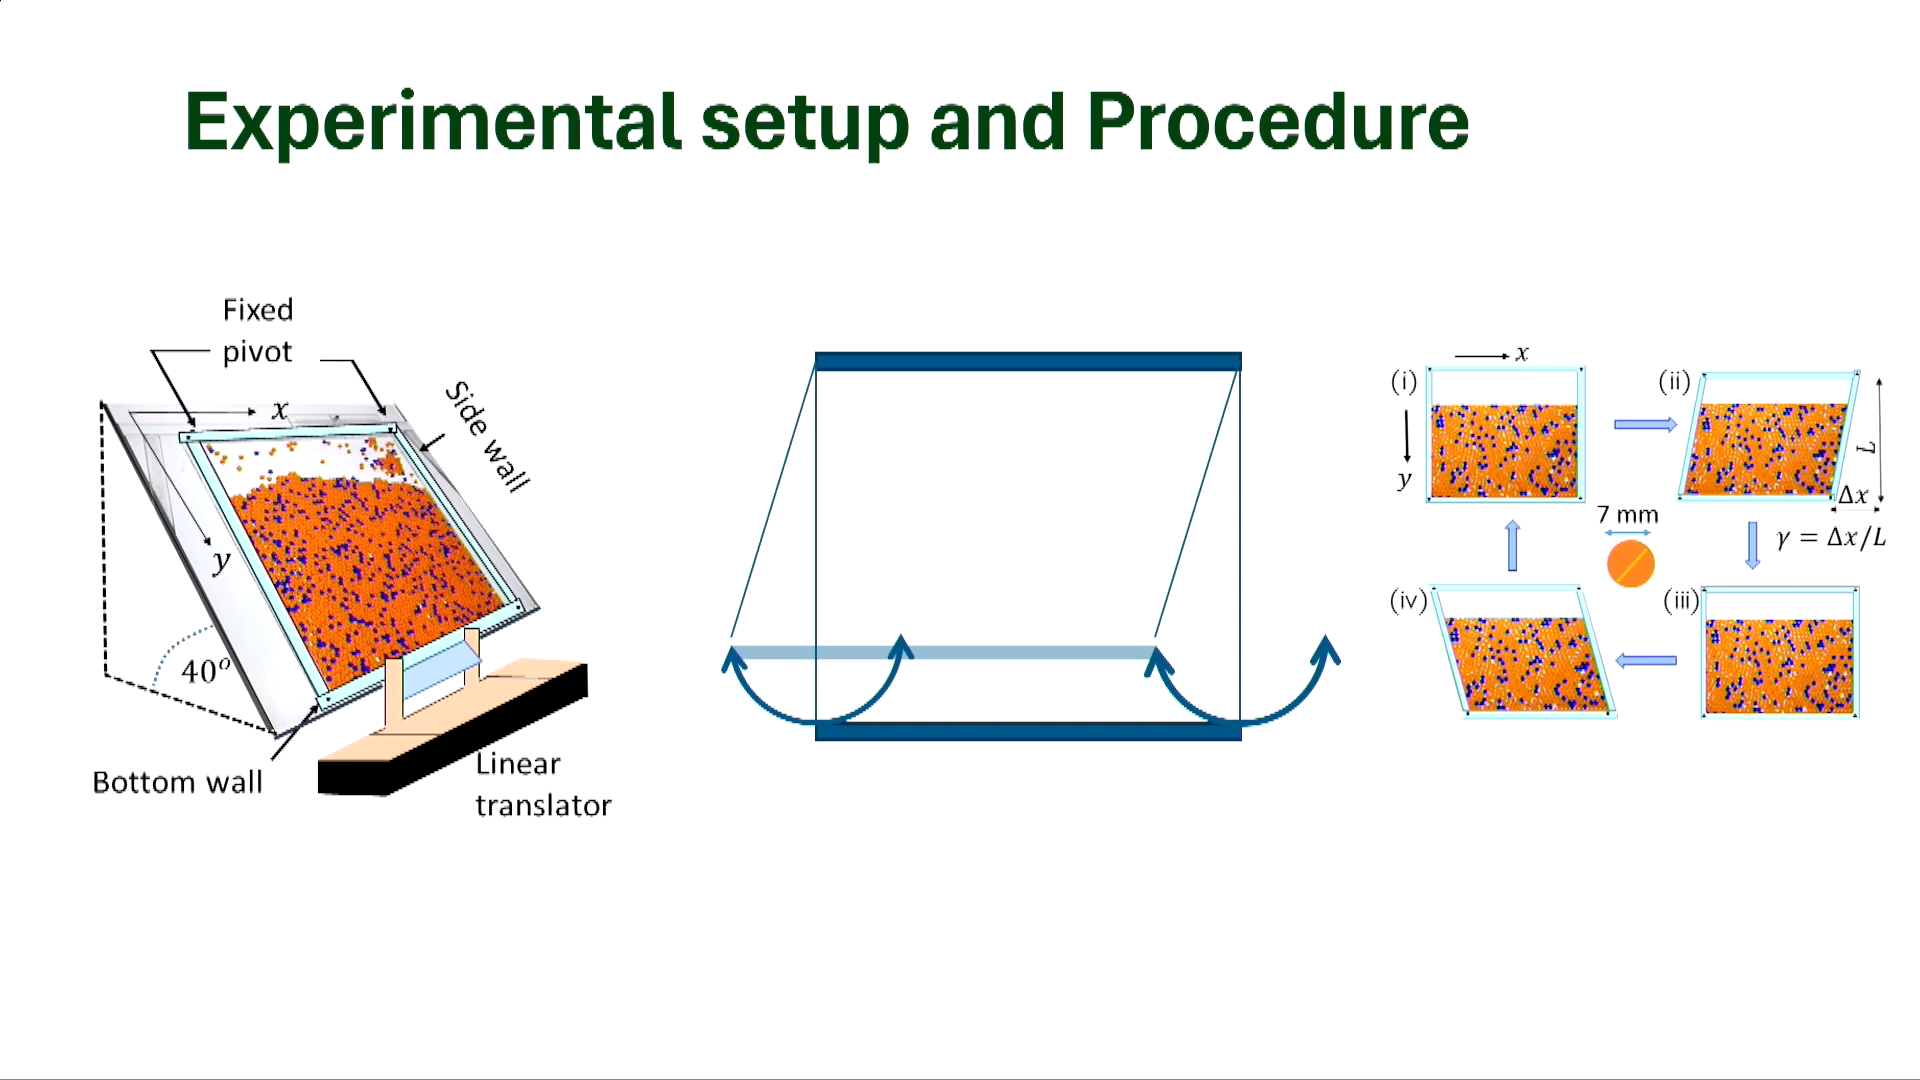 Experimental setup and Procedure
Fixed
pivot
x
Side wall
y
40°
Bottom wall
Linear
translator
x
(i)
y
(ii)
L
Δx
7 mm
γ = Δx/L
(iv)
(iii)